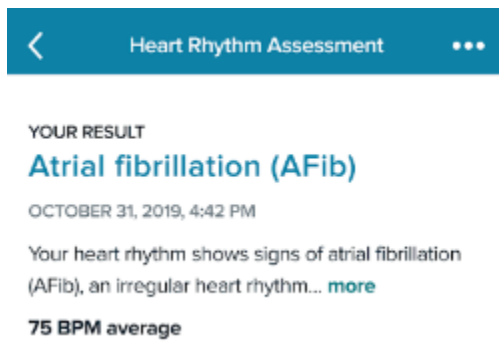 Heart Rhythm Assessment
YOUR RESULT
Atrial fibrillation (AFib)
OCTOBER 31, 2019, 4:42 PM
Your heart rhythm shows signs of atrial fibrillation
(AFib), an irregular heart rhythm... more
75 BPM average